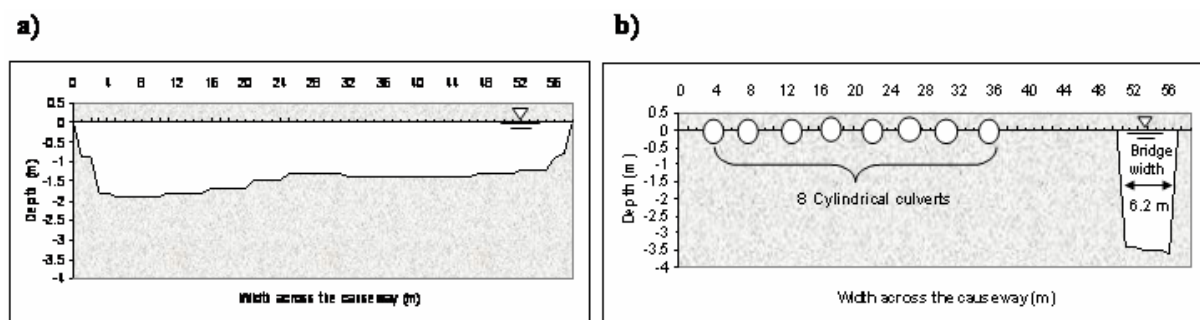 a)
0 4 8 12 16 20 24 28 32 36 40 44 48 52 56
0.5
0
-0.5
-1
-1.5
-2
-2.5
-3
-3.5
-4
Depth (m)
Width across the causeway (m)
b)
0 4 8 12 16 20 24 28 32 36 40 44 48 52 56
0.5
0
-0.5
-1
-1.5
-2
-2.5
-3
-3.5
-4
Depth (m)
Bridge
width
6.2 m
8 Cylindrical culverts
Width across the causeway (m)